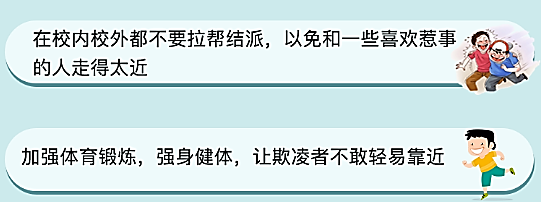 在校内校外都不要拉帮结派，以免和一些喜欢惹事
的人走得太近
加强体育锻炼，强身健体，让欺凌者不敢轻易靠近